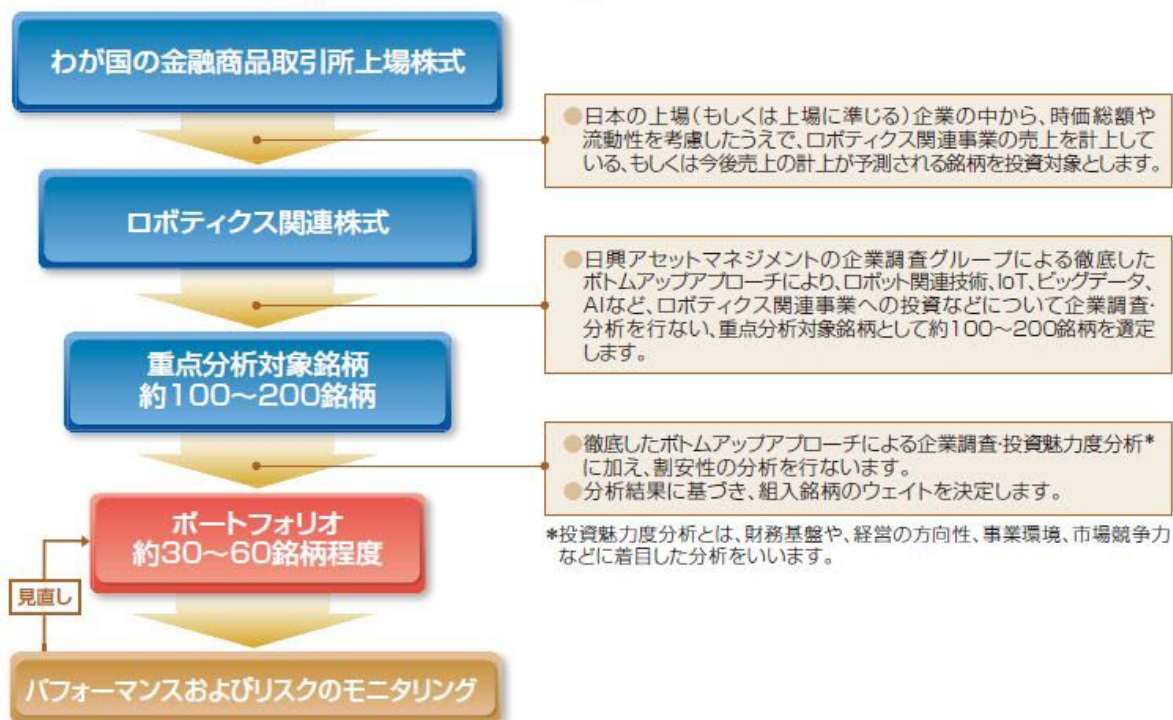 わが国の金融商品取引所上場株式
●日本の上場(もしくは上場に準じる)企業の中から、時価総額や
流動性を考慮したうえで、ロボティクス関連事業の売上を計上して
いる、もしくは今後売上の計上が予測される銘柄を投資対象とします。
ロボティクス関連株式
●日興アセットマネジメントの企業調査グループによる徹底した
ボトムアップアプローチにより、ロボット関連技術、IoT、ビッグデータ、
AIなど、ロボティクス関連事業への投資などについて企業調査・
分析を行ない、重点分析対象銘柄として約100～200銘柄を選定
します。
重点分析対象銘柄
約100～200銘柄
●徹底したボトムアップアプローチによる企業調査・投資魅力度分析*
に加え、割安性の分析を行ないます。
●分析結果に基づき、組入銘柄のウェイトを決定します。
*投資魅力度分析とは、財務基盤や、経営の方向性、事業環境、市場競争力
などに着目した分析をいいます。
ポートフォリオ
約30～60銘柄程度
見直し
パフォーマンスおよびリスクのモニタリング